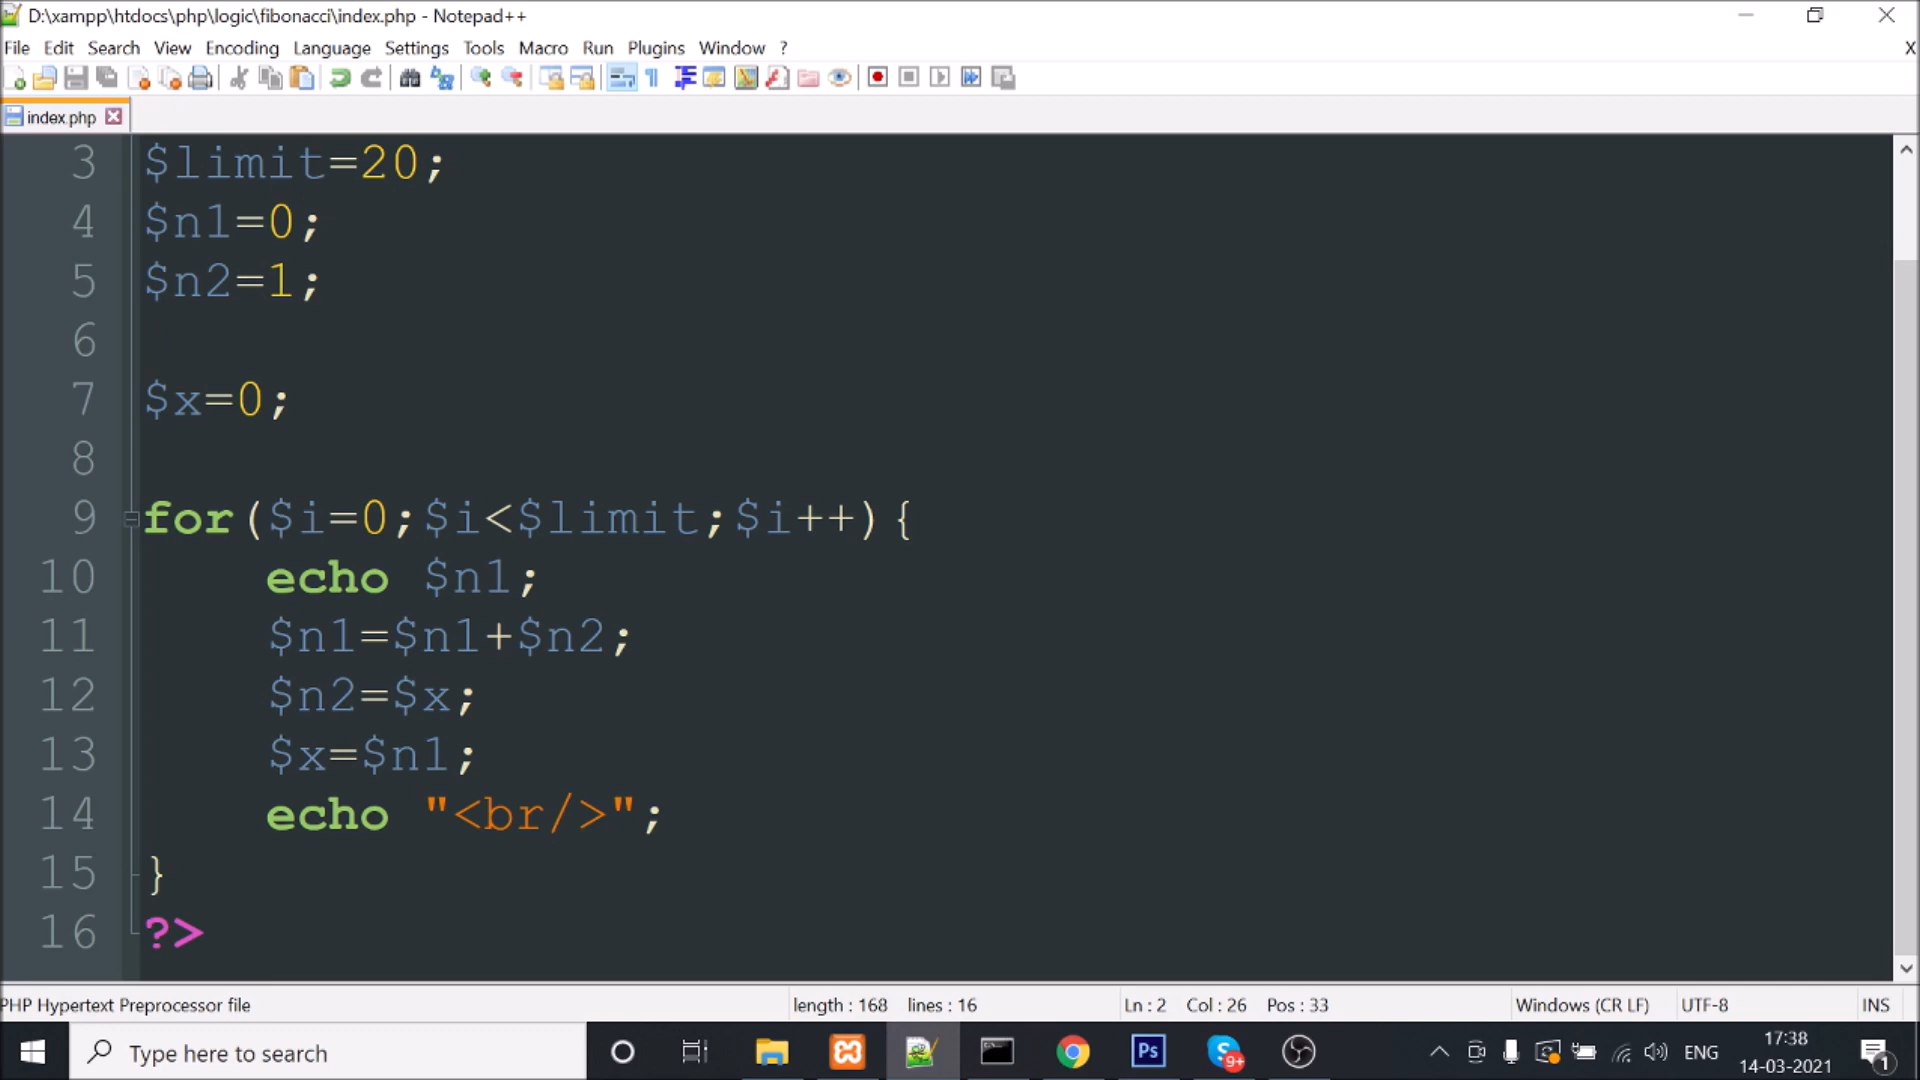 D:\xampp\htdocs\php\logic\fibonacci\index.php - Notepad++
File Edit Search View Encoding Language Settings Tools Macro Run Plugins Window ?
X
index.php
3 $limit=20;
4 $n1=0;
5 $n2=1;
6
7 $x=0;
8
9 for($i=0;$i<$limit;$i++){
10 echo $n1;
11 $n1=$n1+$n2;
12 $n2=$x;
13 $x=$n1;
14 echo "<br/>";
15 }
16 ?>
PHP Hypertext Preprocessor file length : 168 lines : 16 Ln : 2 Col : 26 Pos : 33 Windows (CR LF) UTF-8 INS
Type here to search
Ps
9+
ENG
17:38
14-03-2021
1